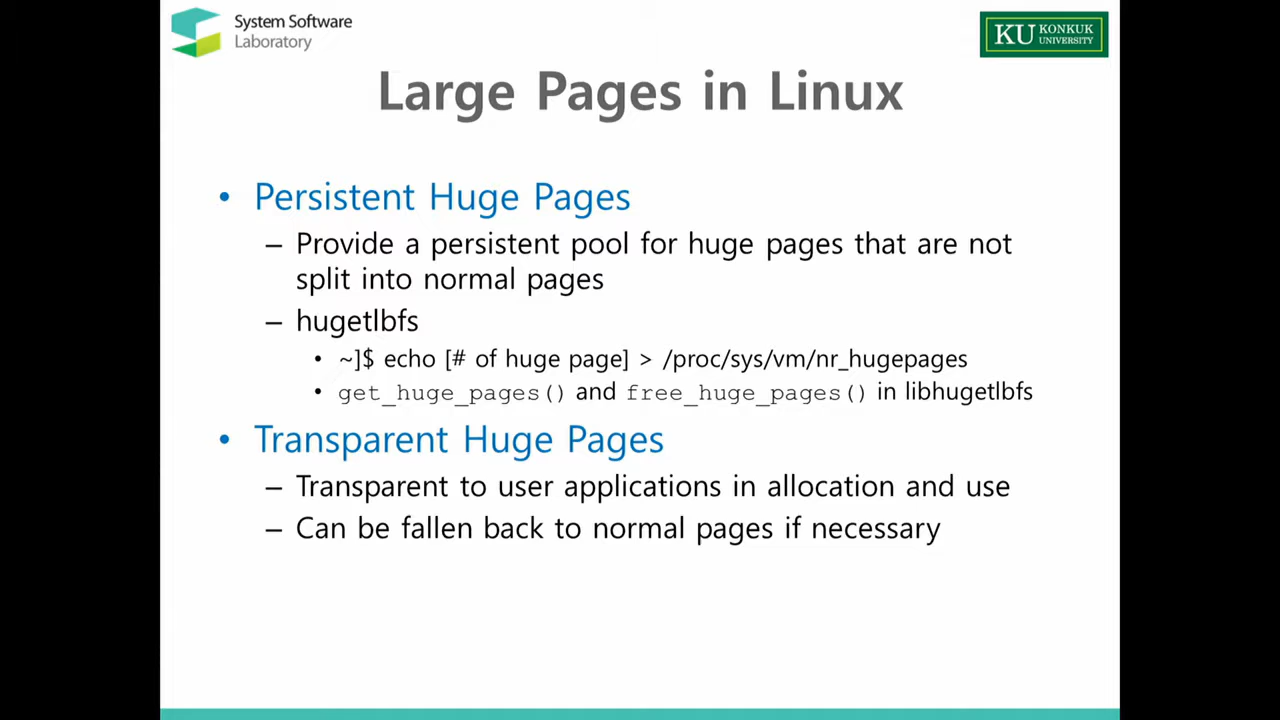 System Software
Laboratory
KU KONKUK
UNIVERSITY
Large Pages in Linux
• Persistent Huge Pages
– Provide a persistent pool for huge pages that are not
split into normal pages
– hugetlbfs
• ~]$ echo [# of huge page] > /proc/sys/vm/nr_hugepages
• get_huge_pages() and free_huge_pages() in libhugetlbfs
• Transparent Huge Pages
– Transparent to user applications in allocation and use
– Can be fallen back to normal pages if necessary